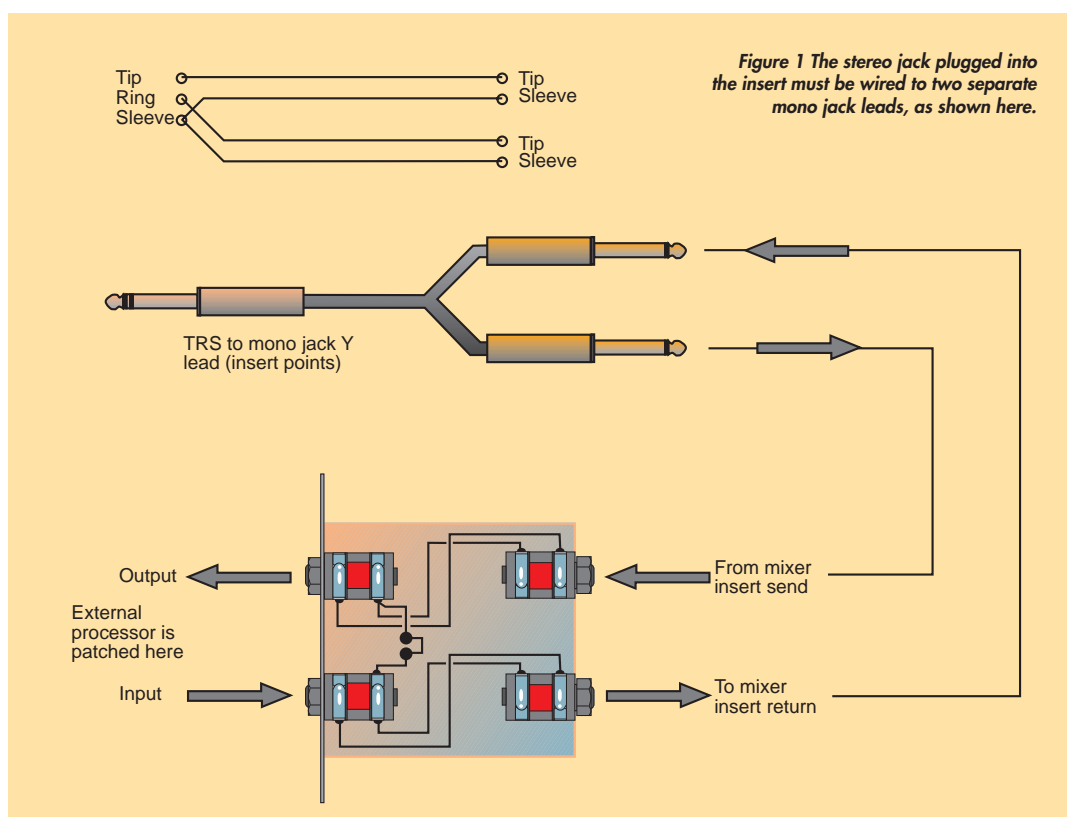 Figure 1 The stereo jack plugged into
the insert must be wired to two separate
mono jack leads, as shown here.
Tip
Ring
Sleeve
Tip
Sleeve
Tip
Sleeve
TRS to mono jack Y
lead (insert points)
Output
External
processor is
patched here
Input
From mixer
insert send
To mixer
insert return